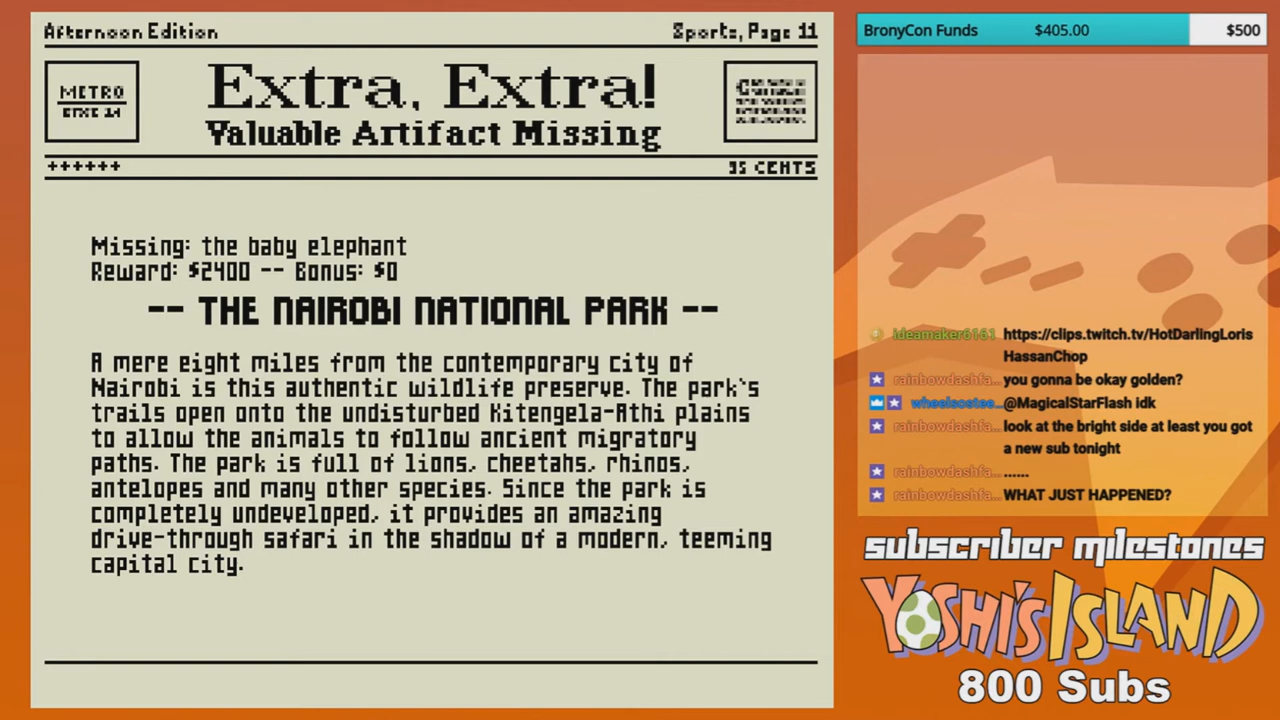 Afternoon Edition
Sports, Page 11
METRO
Extra, Extra!
Valuable Artifact Missing
++++++
35 CENTS
Missing: the baby elephant
Reward: $2400 -- Bonus: $0
-- THE NAIROBI NATIONAL PARK --
A mere eight miles from the contemporary city of
Nairobi is this authentic wildlife preserve. The park's
trails open onto the undisturbed Kitengela-Athi plains
to allow the animals to follow ancient migratory
paths. The park is full of lions, cheetahs, rhinos,
antelopes and many other species. Since the park is
completely undeveloped, it provides an amazing
drive-through safari in the shadow of a modern, teeming
capital city.
BronyCon Funds $405.00 $500
ideamaker6161 https://clips.twitch.tv/HotDarlingLoris
HassanChop
rainbowdashfa... you gonna be okay golden?
wheelsostee... @MagicalStarFlash idk
rainbowdashfa... look at the bright side at least you got
a new sub tonight
rainbowdashfa... ......
rainbowdashfa... WHAT JUST HAPPENED?
subscriber milestones
YOSHI'S ISLAND
800 Subs